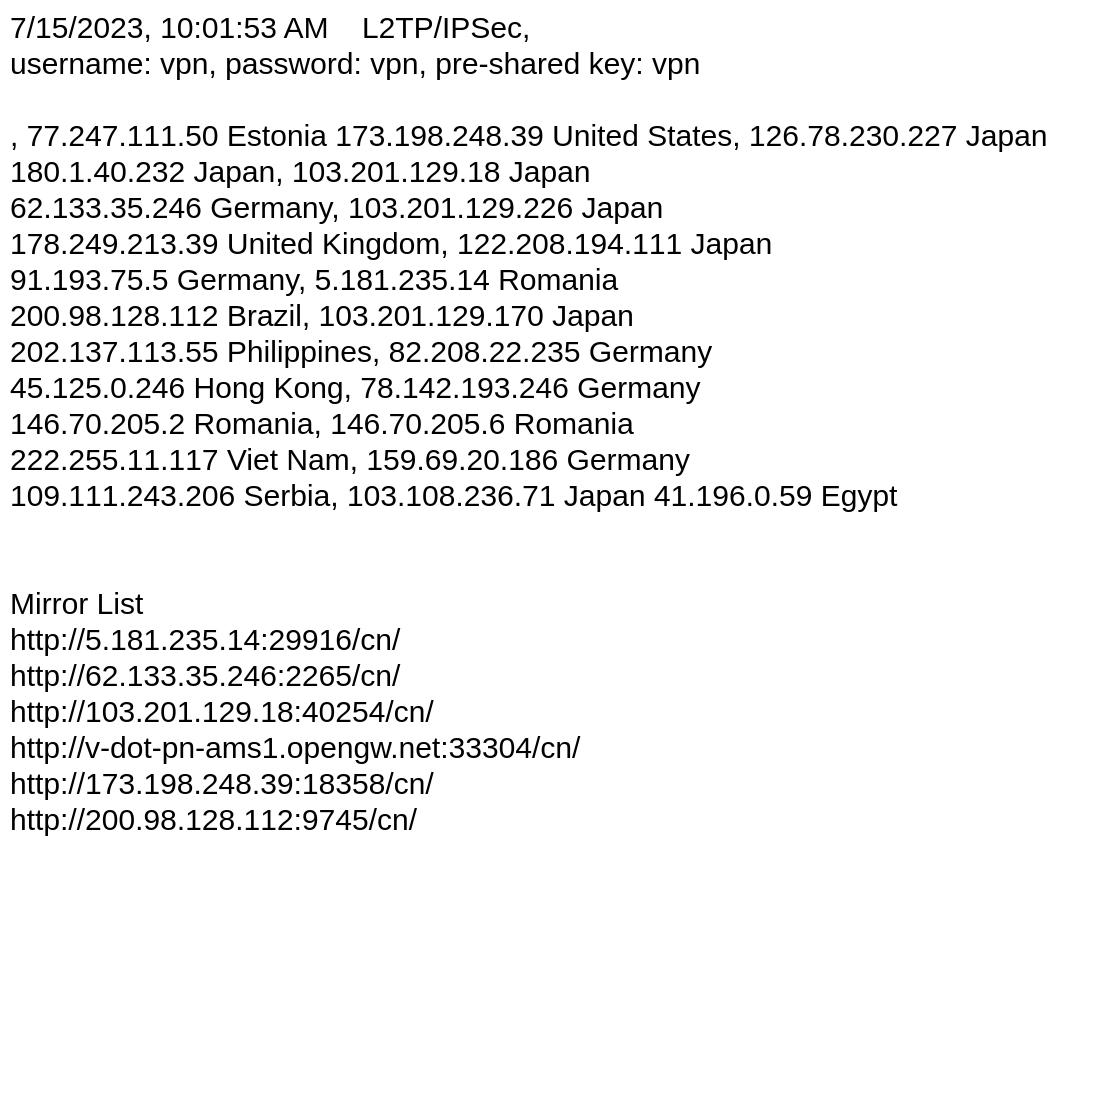 7/15/2023, 10:01:53 AM    L2TP/IPSec,
username: vpn, password: vpn, pre-shared key: vpn
, 77.247.111.50 Estonia 173.198.248.39 United States, 126.78.230.227 Japan
180.1.40.232 Japan, 103.201.129.18 Japan
62.133.35.246 Germany, 103.201.129.226 Japan
178.249.213.39 United Kingdom, 122.208.194.111 Japan
91.193.75.5 Germany, 5.181.235.14 Romania
200.98.128.112 Brazil, 103.201.129.170 Japan
202.137.113.55 Philippines, 82.208.22.235 Germany
45.125.0.246 Hong Kong, 78.142.193.246 Germany
146.70.205.2 Romania, 146.70.205.6 Romania
222.255.11.117 Viet Nam, 159.69.20.186 Germany
109.111.243.206 Serbia, 103.108.236.71 Japan 41.196.0.59 Egypt
Mirror List
http://5.181.235.14:29916/cn/
http://62.133.35.246:2265/cn/
http://103.201.129.18:40254/cn/
http://v-dot-pn-ams1.opengw.net:33304/cn/
http://173.198.248.39:18358/cn/
http://200.98.128.112:9745/cn/